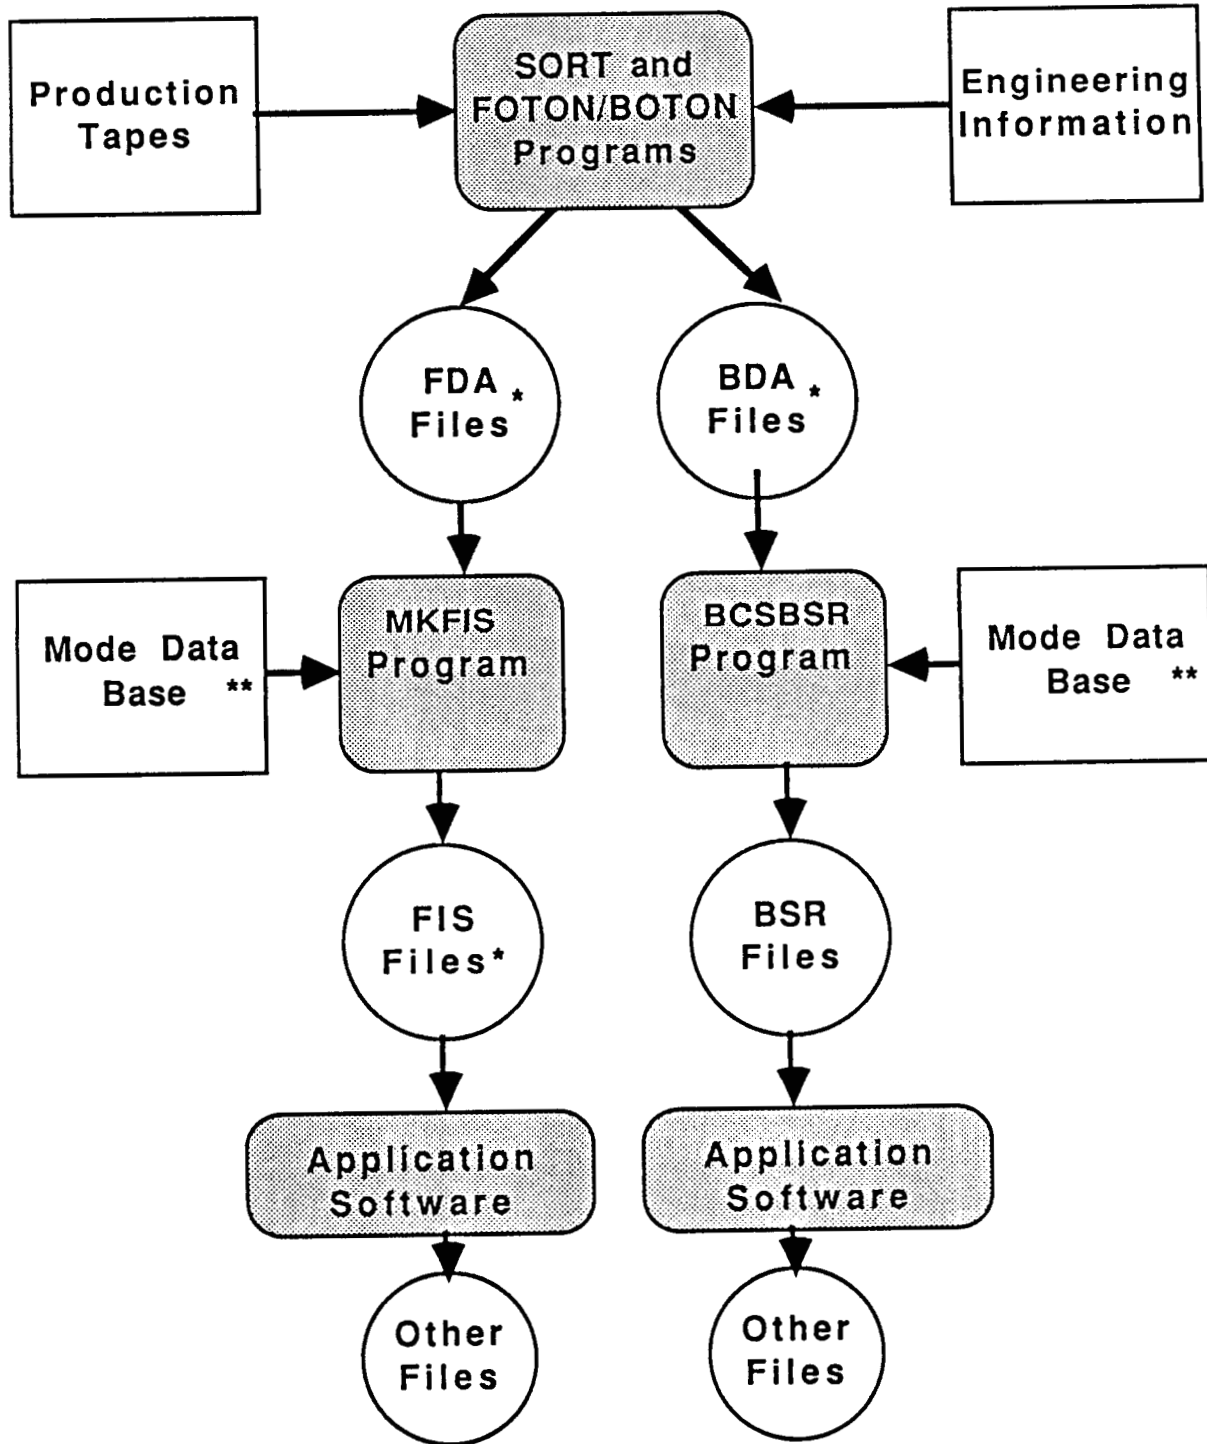 Production
Tapes
SORT and
FOTON/BOTON
Programs
Engineering
Information
FDA *
Files
BDA *
Files
Mode Data
Base **
MKFIS
Program
BCSBSR
Program
Mode Data
Base **
FIS
Files*
BSR
Files
Application
Software
Application
Software
Other
Files
Other
Files